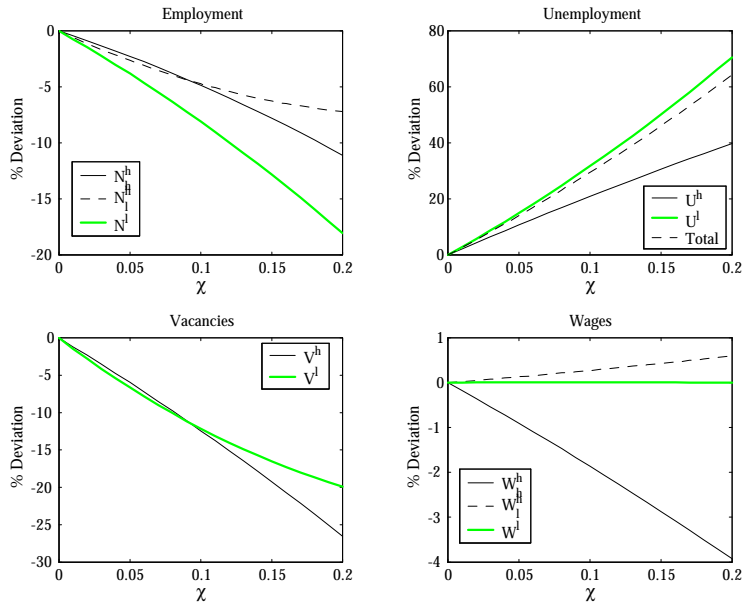 Employment
0
-5
-10
-15
-20
% Deviation
0
0.05
0.1
0.15
0.2
χ
N^h_h
N^h_l
N^l
Unemployment
80
60
40
20
0
% Deviation
0
0.05
0.1
0.15
0.2
χ
U^h
U^l
Total
Vacancies
0
-5
-10
-15
-20
-25
-30
% Deviation
0
0.05
0.1
0.15
0.2
χ
V^h
V^l
Wages
1
0
-1
-2
-3
-4
% Deviation
0
0.05
0.1
0.15
0.2
χ
W^h_h
W^h_l
W^l